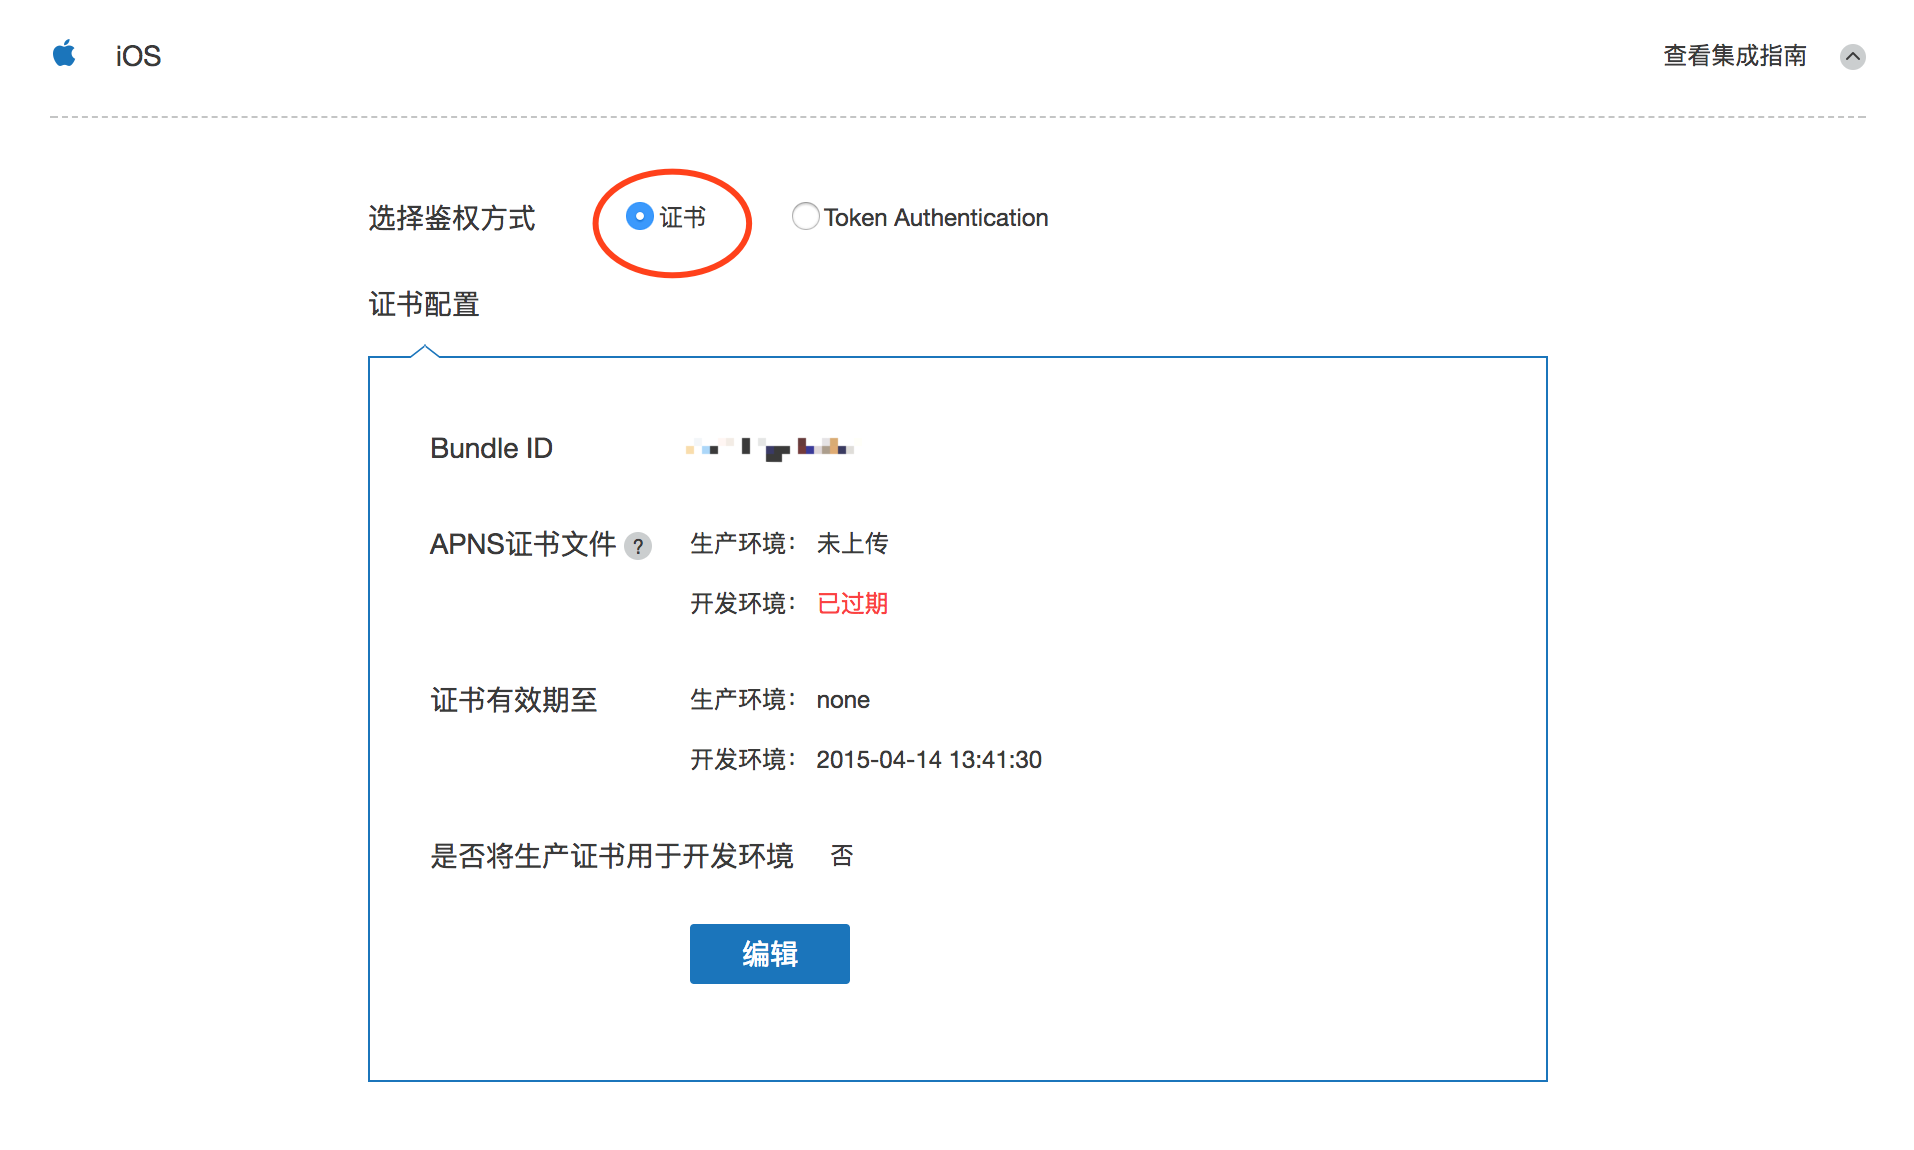 iOS 查看集成指南
选择鉴权方式 证书 Token Authentication
证书配置
Bundle ID
APNS证书文件 ? 生产环境： 未上传
开发环境： 已过期
证书有效期至 生产环境： none
开发环境： 2015-04-14 13:41:30
是否将生产证书用于开发环境 否
编辑